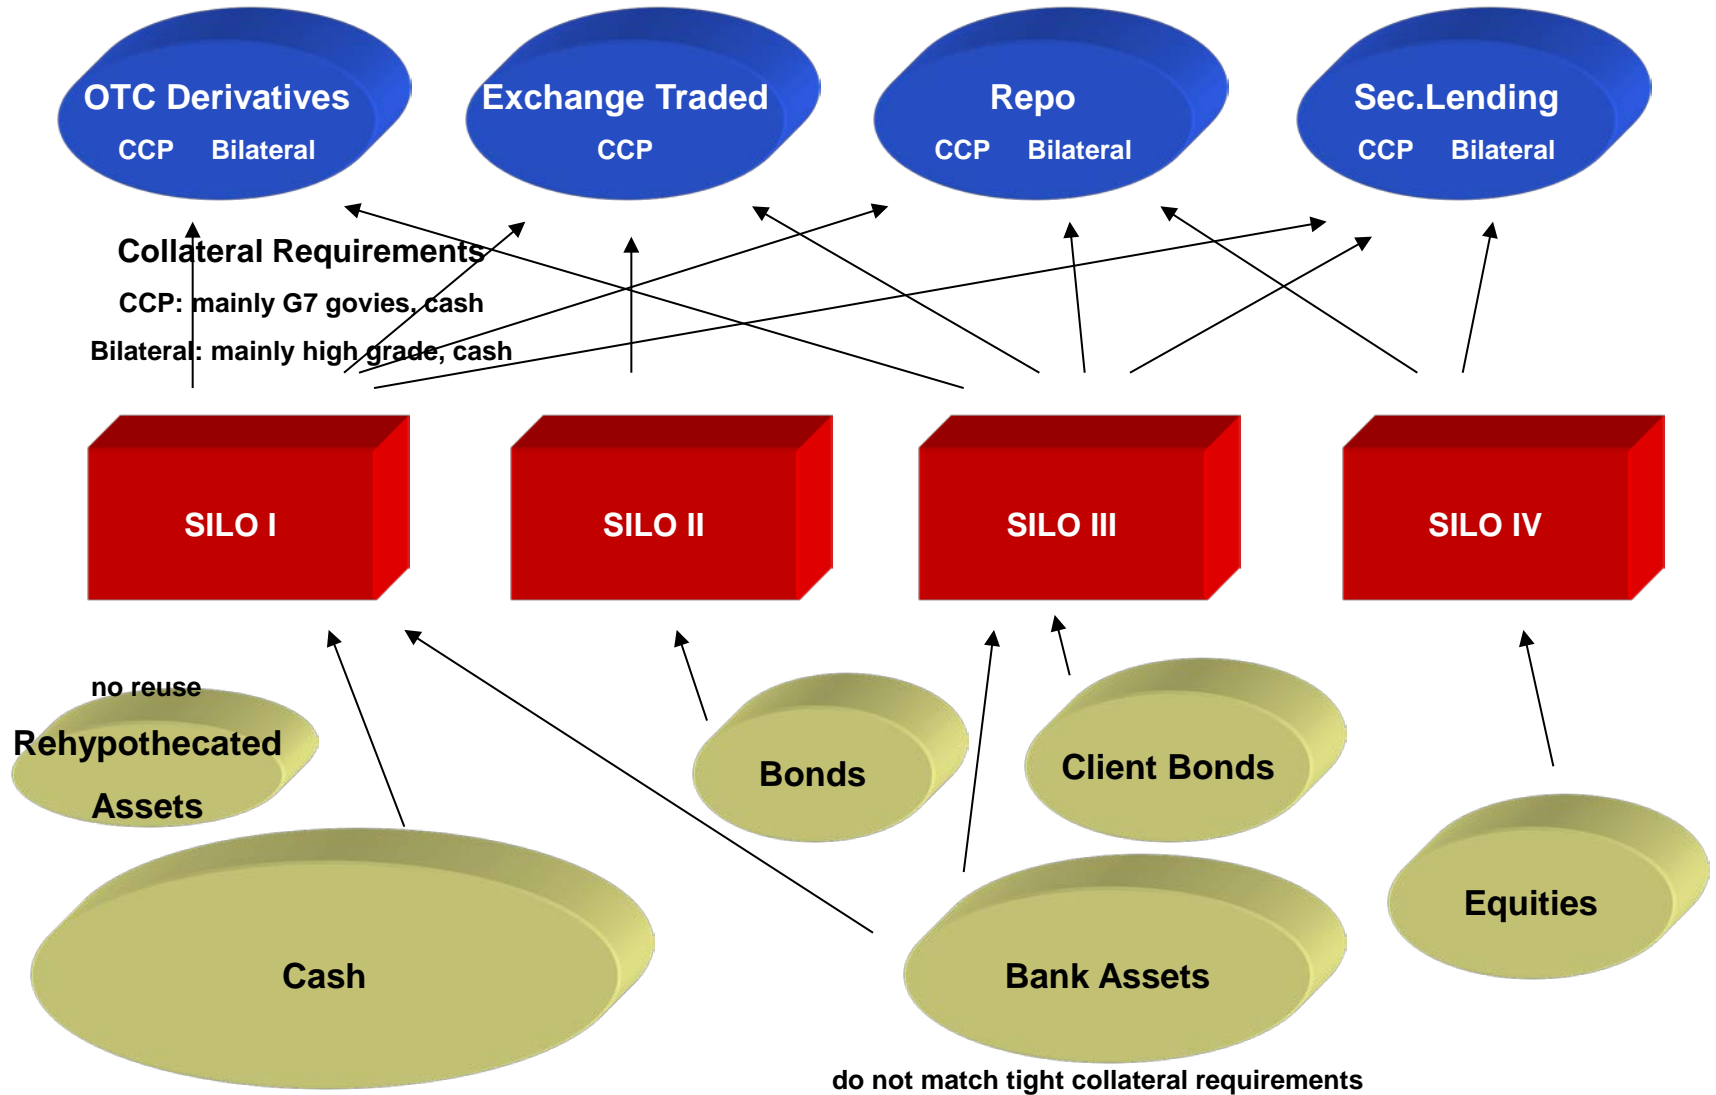 OTC Derivatives
CCP Bilateral
Exchange Traded
CCP
Repo
CCP Bilateral
Sec.Lending
CCP Bilateral
Collateral Requirements
CCP: mainly G7 govies, cash
Bilateral: mainly high grade, cash
SILO I
SILO II
SILO III
SILO IV
no reuse
Rehypothecated
Assets
Bonds
Client Bonds
Equities
Cash
Bank Assets
do not match tight collateral requirements